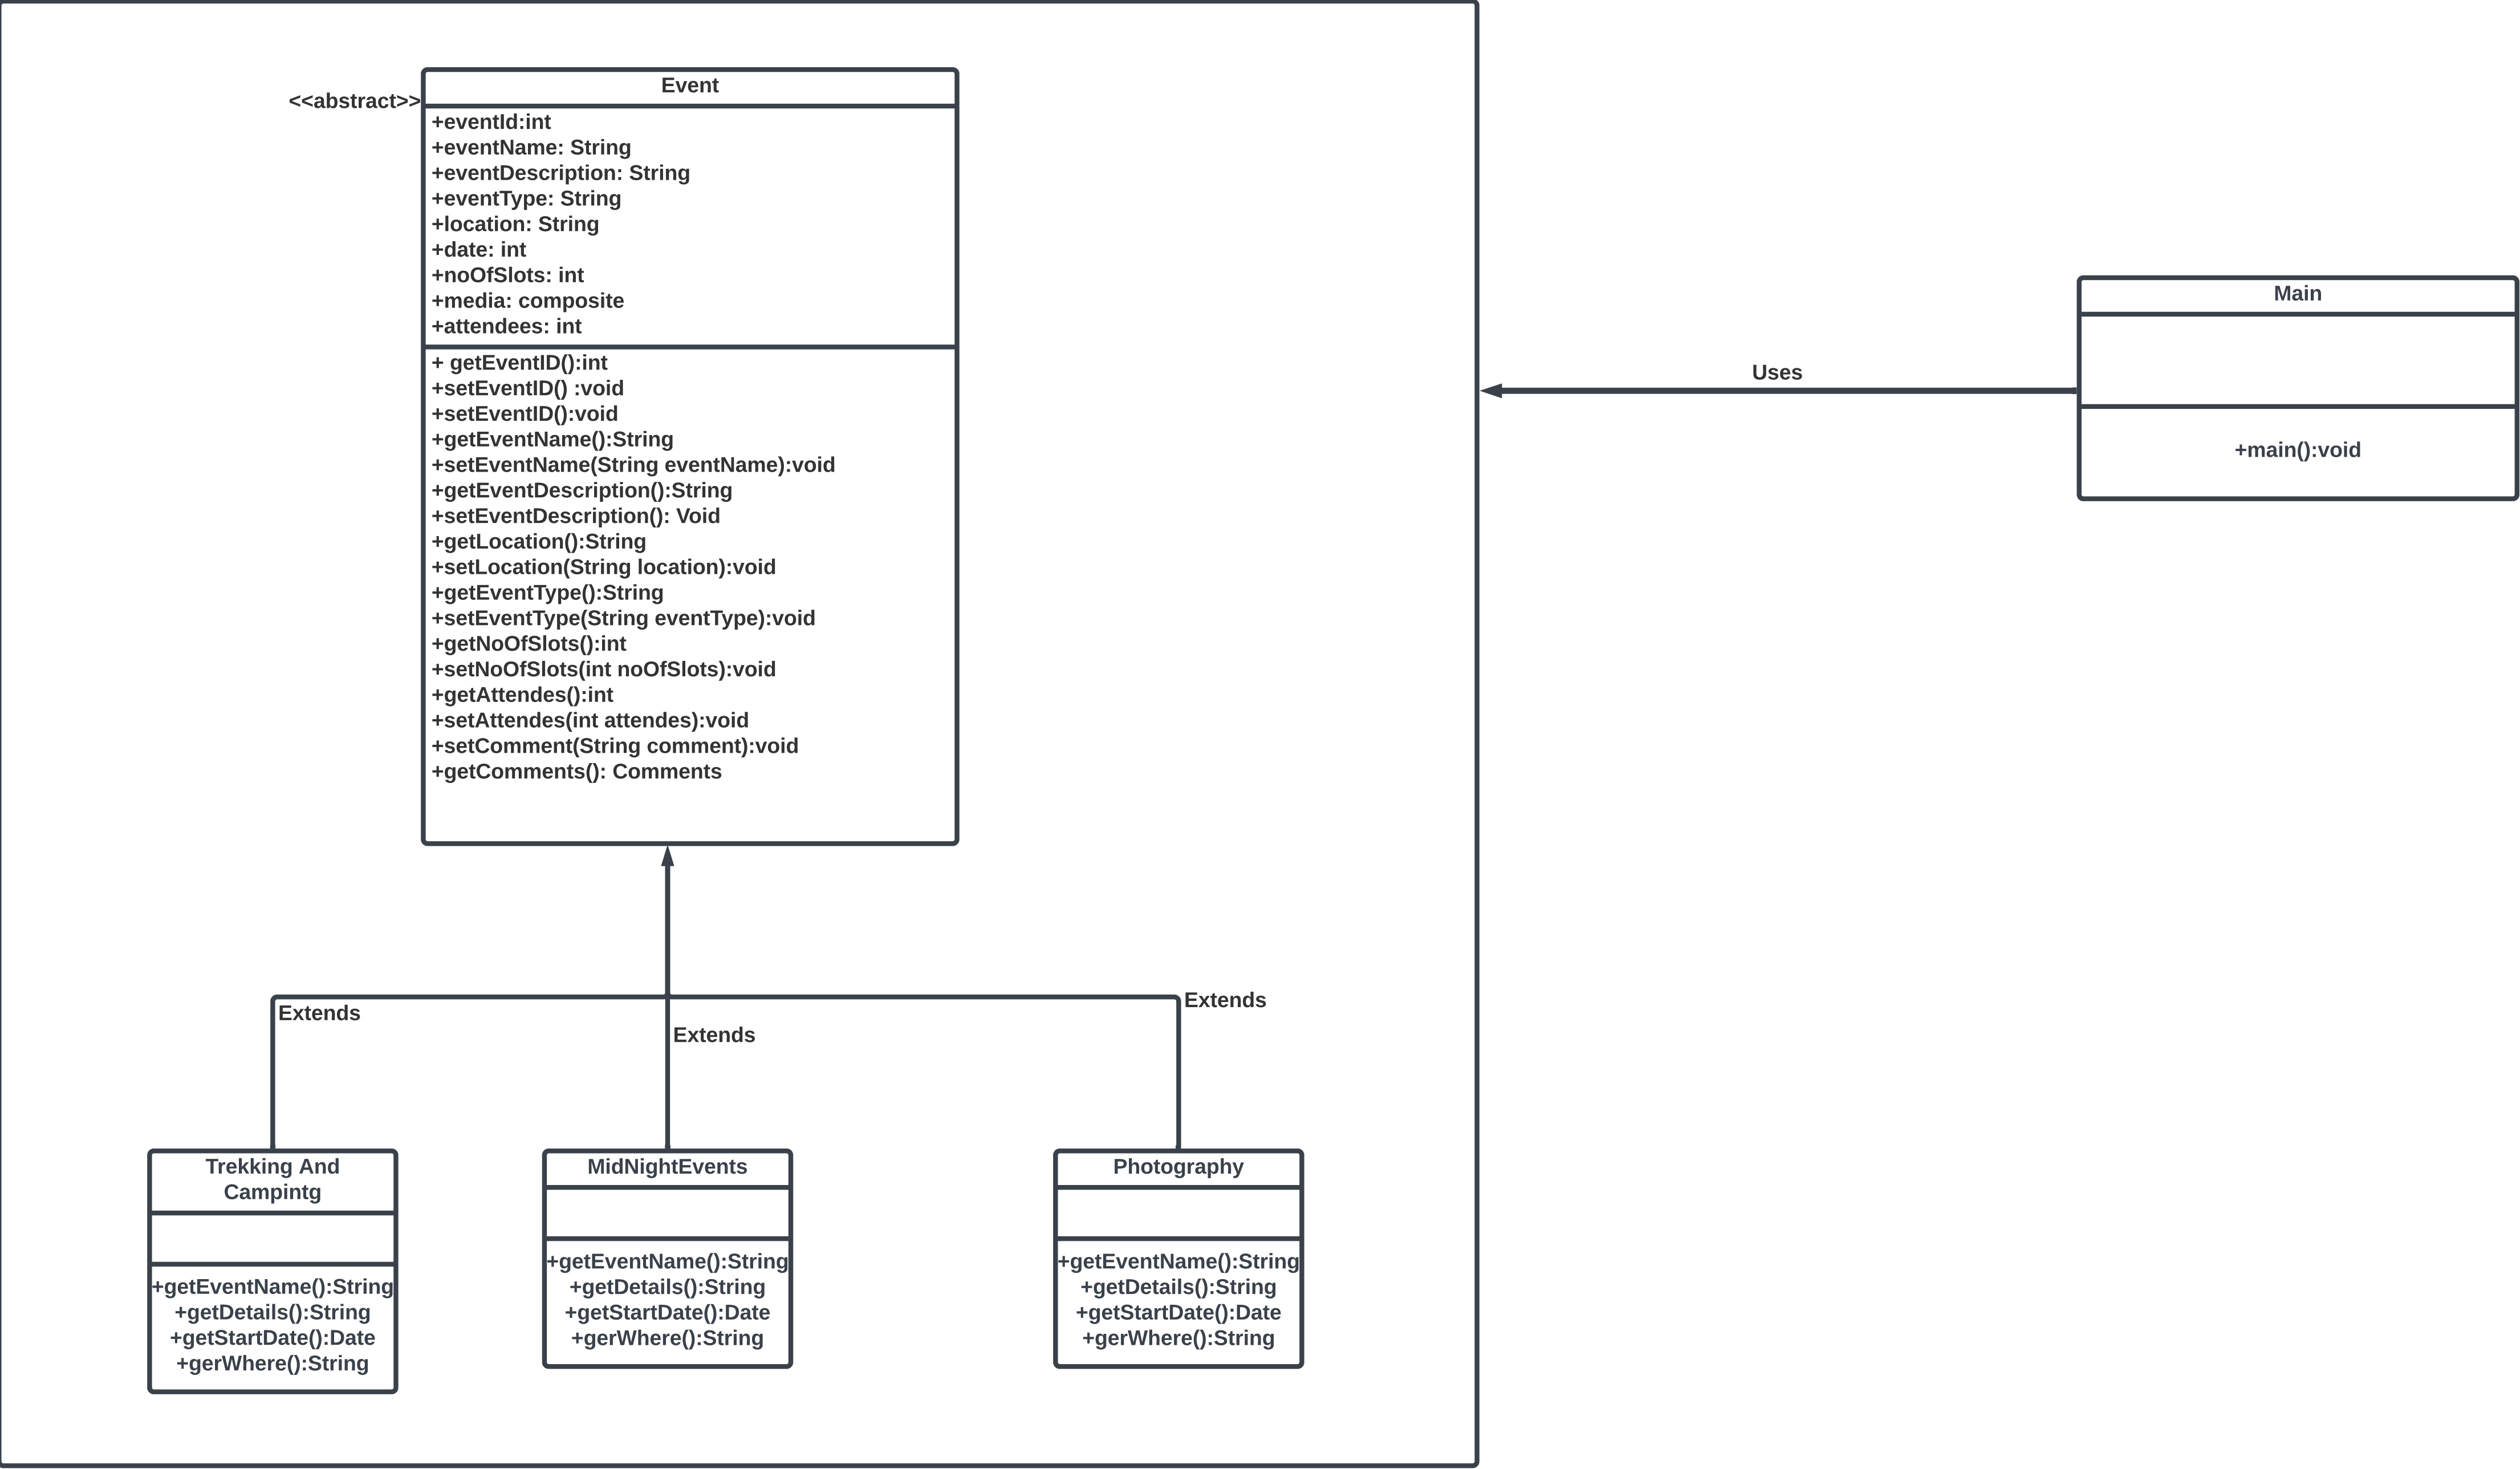 Event
<<abstract>>
+eventId:int
+eventName: String
+eventDescription: String
+eventType: String
+location: String
+date: int
+noOfSlots: int
+media: composite
+attendees: int
+ getEventID():int
+setEventID() :void
+setEventID():void
+getEventName():String
+setEventName(String eventName):void
+getEventDescription():String
+setEventDescription(): Void
+getLocation():String
+setLocation(String location):void
+getEventType():String
+setEventType(String eventType):void
+getNoOfSlots():int
+setNoOfSlots(int noOfSlots):void
+getAttendes():int
+setAttendes(int attendes):void
+setComment(String comment):void
+getComments(): Comments
Main
+main():void
Uses
Extends
Extends
Extends
Trekking And
Campintg
+getEventName():String
+getDetails():String
+getStartDate():Date
+gerWhere():String
MidNightEvents
+getEventName():String
+getDetails():String
+getStartDate():Date
+gerWhere():String
Photography
+getEventName():String
+getDetails():String
+getStartDate():Date
+gerWhere():String